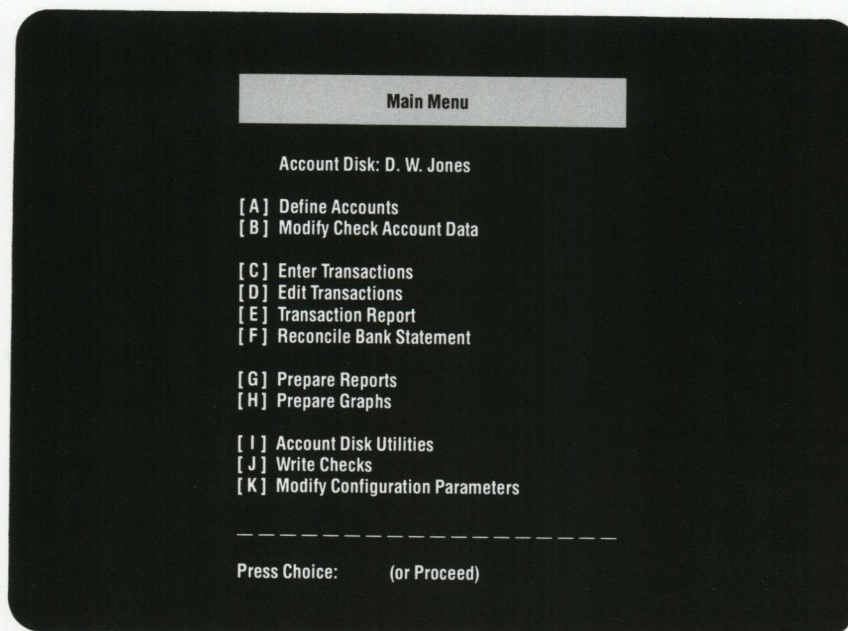 Main Menu
Account Disk: D. W. Jones
[A] Define Accounts
[B] Modify Check Account Data
[C] Enter Transactions
[D] Edit Transactions
[E] Transaction Report
[F] Reconcile Bank Statement
[G] Prepare Reports
[H] Prepare Graphs
[I] Account Disk Utilities
[J] Write Checks
[K] Modify Configuration Parameters
Press Choice: (or Proceed)